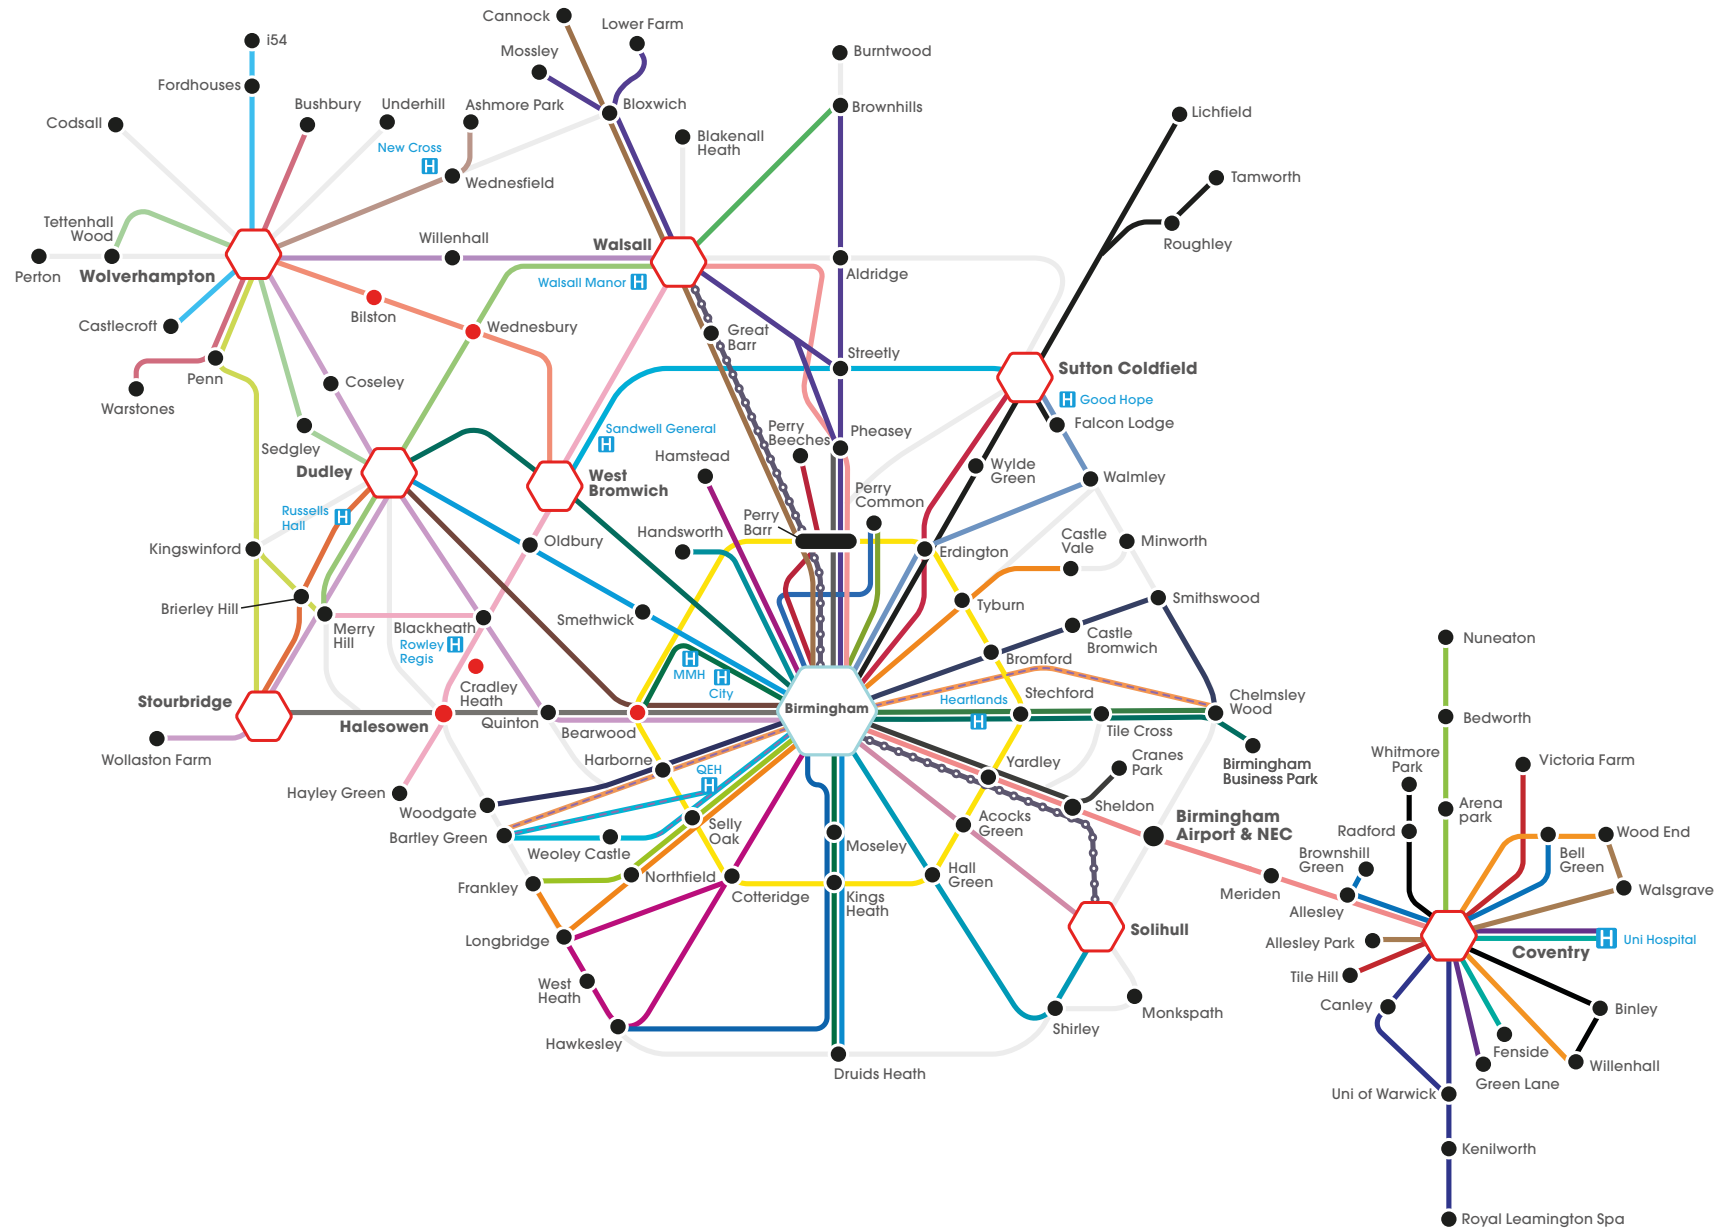 Cannock
Lower Farm
i54
Mossley
Burntwood
Fordhouses
Bushbury
Underhill
Ashmore Park
Bloxwich
Brownhills
Lichfield
Codsall
New Cross
H
Blakenall
Heath
Wednesfield
Tamworth
Tettenhall
Wood
Willenhall
Walsall
Roughley
Perton
Wolverhampton
Walsall Manor H
Aldridge
Bilston
Castlecroft
Wednesbury
Great
Barr
Streetly
Penn
Coseley
Sutton Coldfield
Warstones
H Good Hope
Sandwell General
H
Perry
Beeches
Pheasey
Falcon Lodge
Sedgley
Dudley
Hamstead
Wylde
Green
Walmley
West
Bromwich
Perry
Common
Russells
Hall
H
Perry
Barr
Handsworth
Castle
Vale
Minworth
Kingswinford
Oldbury
Erdington
Brierley Hill
Smethwick
Tyburn
Smithswood
Merry
Hill
Blackheath
Rowley
Regis
H
Castle
Bromwich
Nuneaton
H
MMH
H
City
Bromford
Cradley
Heath
Stourbridge
Heartlands
H
Stechford
Chelmsley
Wood
Halesowen
Quinton
Bearwood
Birmingham
Tile Cross
Bedworth
Wollaston Farm
Harborne
Yardley
Cranes
Park
Birmingham
Business Park
Whitmore
Park
Victoria Farm
QEH
H
Hayley Green
Woodgate
Sheldon
Arena
park
Bartley Green
Weoley Castle
Selly
Oak
Moseley
Acocks
Green
Birmingham
Airport & NEC
Radford
Wood End
Bell
Green
Brownshill
Green
Frankley
Northfield
Cotteridge
Kings
Heath
Hall
Green
Meriden
Walsgrave
Allesley
Longbridge
Solihull
Allesley Park
H Uni Hospital
Coventry
West
Heath
Tile Hill
Canley
Monkspath
Binley
Hawkesley
Shirley
Fenside
Druids Heath
Green Lane
Willenhall
Uni of Warwick
Kenilworth
Royal Leamington Spa